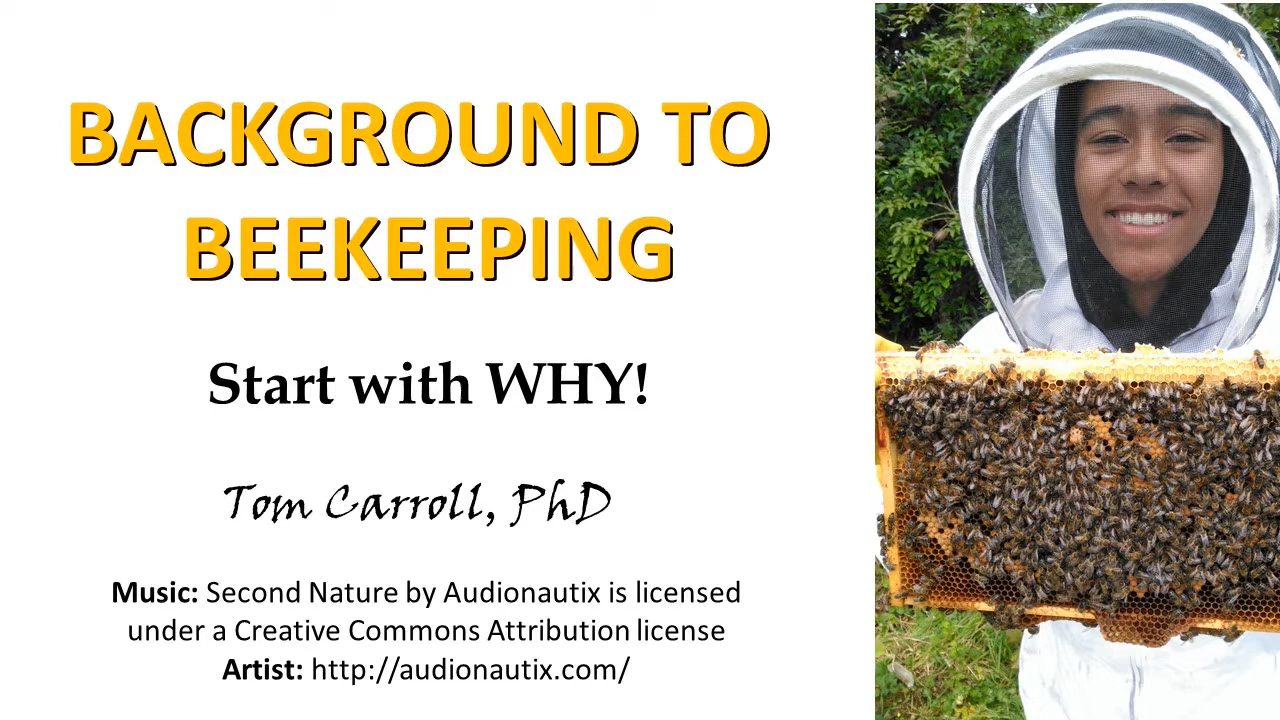 BACKGROUND TO
BEEKEEPING
Start with WHY!
Tom Carroll, PhD
Music: Second Nature by Audionautix is licensed
under a Creative Commons Attribution license
Artist: http://audionautix.com/